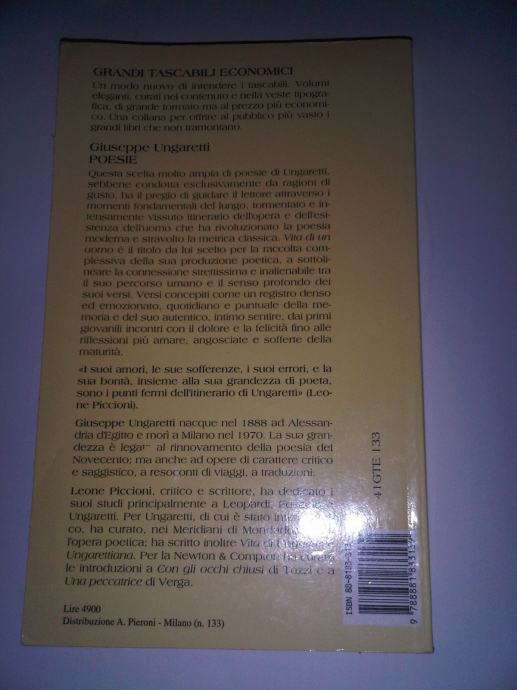 GRANDI TASCABILI ECONOMICI
Un modo nuovo di intendere i tascabili. Volumi
eleganti, curati nel contenuto e nella veste tipogra-
fica, di grande formato ma al prezzo più economi-
co. Una collana per offrire al pubblico più vasto i
grandi libri che non tramontano.
Giuseppe Ungaretti
POESIE
Questa scelta molto ampia di poesie di Ungaretti,
sebbene condotta esclusivamente da ragioni di
gusto, ha il pregio di guidare il lettore attraverso i
momenti fondamentali del lungo, tormentato e in-
tensamente vissuto itinerario dell'opera e dell'esi-
stenza dell'uomo che ha rivoluzionato la poesia
moderna e stravolto la metrica classica. Vita di un
uomo è il titolo da lui scelto per la raccolta com-
plessiva della sua produzione poetica, a sottoli-
neare la connessione strettissima e inalienabile tra
il suo percorso umano e il senso profondo dei
suoi versi. Versi concepiti come un registro denso
ed emozionato, quotidiano e puntuale della me-
moria e del suo autentico, intimo sentire, dai primi
giovanili incontri con il dolore e la felicità fino alle
riflessioni più amare, angosciate e sofferte della
maturità.
«I suoi amori, le sue sofferenze, i suoi errori, e la
sua bontà, insieme alla sua grandezza di poeta,
sono i punti fermi dell'itinerario di Ungaretti» (Leo-
ne Piccioni).
Giuseppe Ungaretti nacque nel 1888 ad Alessan-
dria d'Egitto e morì a Milano nel 1970. La sua gran-
dezza è lega al rinnovamento della poesia del
Novecento; ma anche ad opere di carattere critico
e saggistico, a resoconti di viaggi, a traduzioni.
Leone Piccioni, critico e scrittore, ha dedicato i
suoi studi principalmente a Leopardi,
Ungaretti. Per Ungaretti, di cui è stato
co, ha curato, nei Meridiani di Mondadori,
l'opera poetica; ha scritto inoltre Vita di
Ungarettiana. Per la Newton & Compton ha curato
le introduzioni a Con gli occhi chiusi di Tozzi e a
Una peccatrice di Verga.
Lire 4900
Distribuzione A. Pieroni - Milano (n. 133)
41GTE 133
ISBN 88-8183-